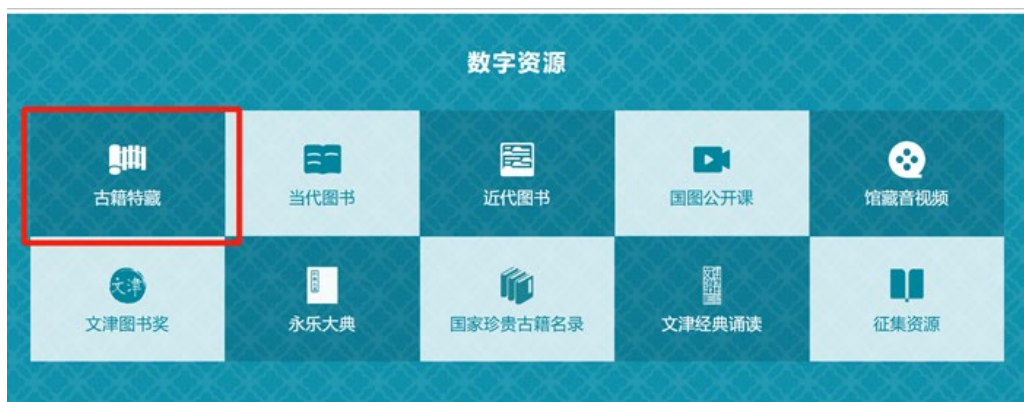 数字资源
古籍特藏
当代图书
近代图书
国图公开课
馆藏音视频
文津
文津图书奖
永乐大典
国家珍贵古籍名录
文津经典诵读
征集资源